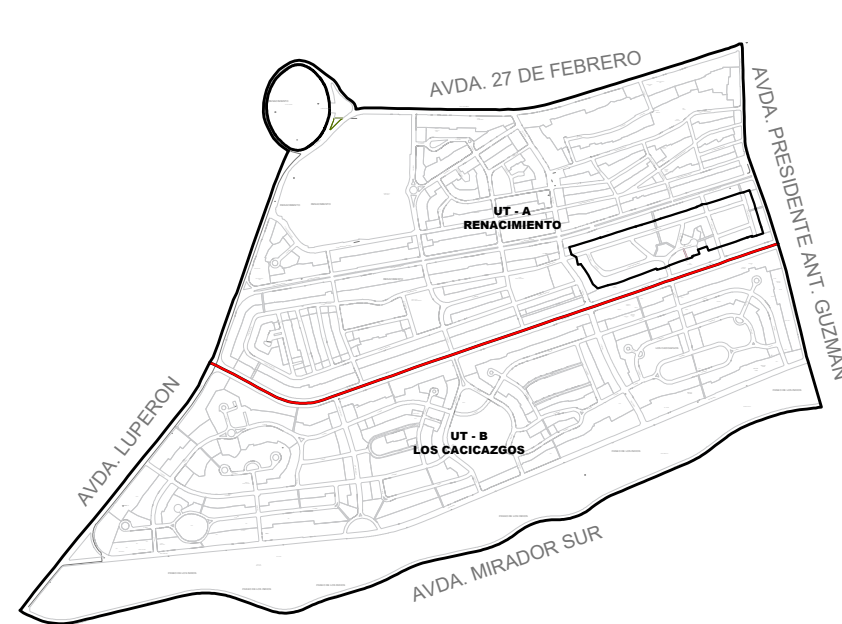 AVDA. 27 DE FEBRERO
AVDA. PRESIDENTE ANT. GUZMAN
UT - A
RENACIMIENTO
AVDA. LUPERON
UT - B
LOS CACICAZGOS
AVDA. MIRADOR SUR